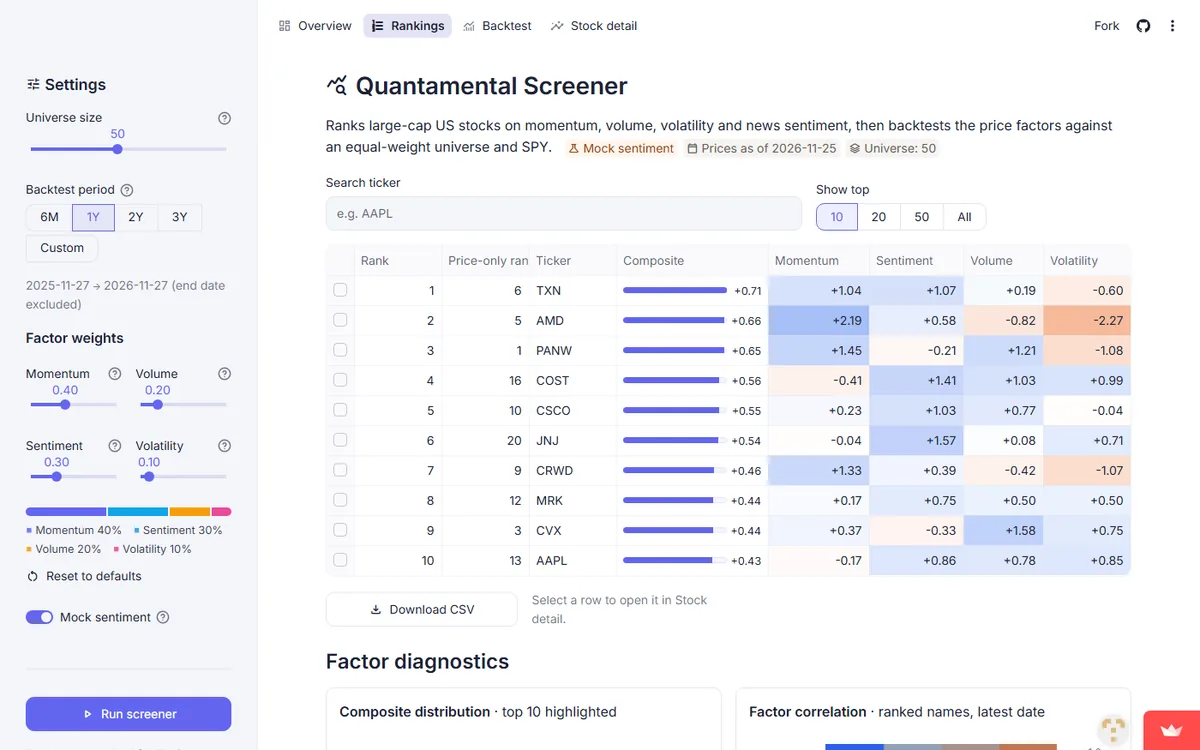 Overview Rankings Backtest Stock detail Fork
Settings
Universe size
50
Backtest period
6M 1Y 2Y 3Y
Custom
2025-11-27 → 2026-11-27 (end date
excluded)
Factor weights
Momentum Volume
0.40 0.20
Sentiment Volatility
0.30 0.10
Momentum 40% Sentiment 30%
Volume 20% Volatility 10%
Reset to defaults
Mock sentiment
Run screener
Quantamental Screener
Ranks large-cap US stocks on momentum, volume, volatility and news sentiment, then backtests the price factors against
an equal-weight universe and SPY. Mock sentiment Prices as of 2026-11-25 Universe: 50
Search ticker
e.g. AAPL
Show top
10 20 50 All
Rank Price-only ran Ticker Composite Momentum Sentiment Volume Volatility
1 6 TXN +0.71 +1.04 +1.07 +0.19 -0.60
2 5 AMD +0.66 +2.19 +0.58 -0.82 -2.27
3 1 PANW +0.65 +1.45 -0.21 +1.21 -1.08
4 16 COST +0.56 -0.41 +1.41 +1.03 +0.99
5 10 CSCO +0.55 +0.23 +1.03 +0.77 -0.04
6 20 JNJ +0.54 -0.04 +1.57 +0.08 +0.71
7 9 CRWD +0.46 +1.33 +0.39 -0.42 -1.07
8 12 MRK +0.44 +0.17 +0.75 +0.50 +0.50
9 3 CVX +0.44 +0.37 -0.33 +1.58 +0.75
10 13 AAPL +0.43 -0.17 +0.86 +0.78 +0.85
Download CSV
Select a row to open it in Stock
detail.
Factor diagnostics
Composite distribution · top 10 highlighted
Factor correlation · ranked names, latest date